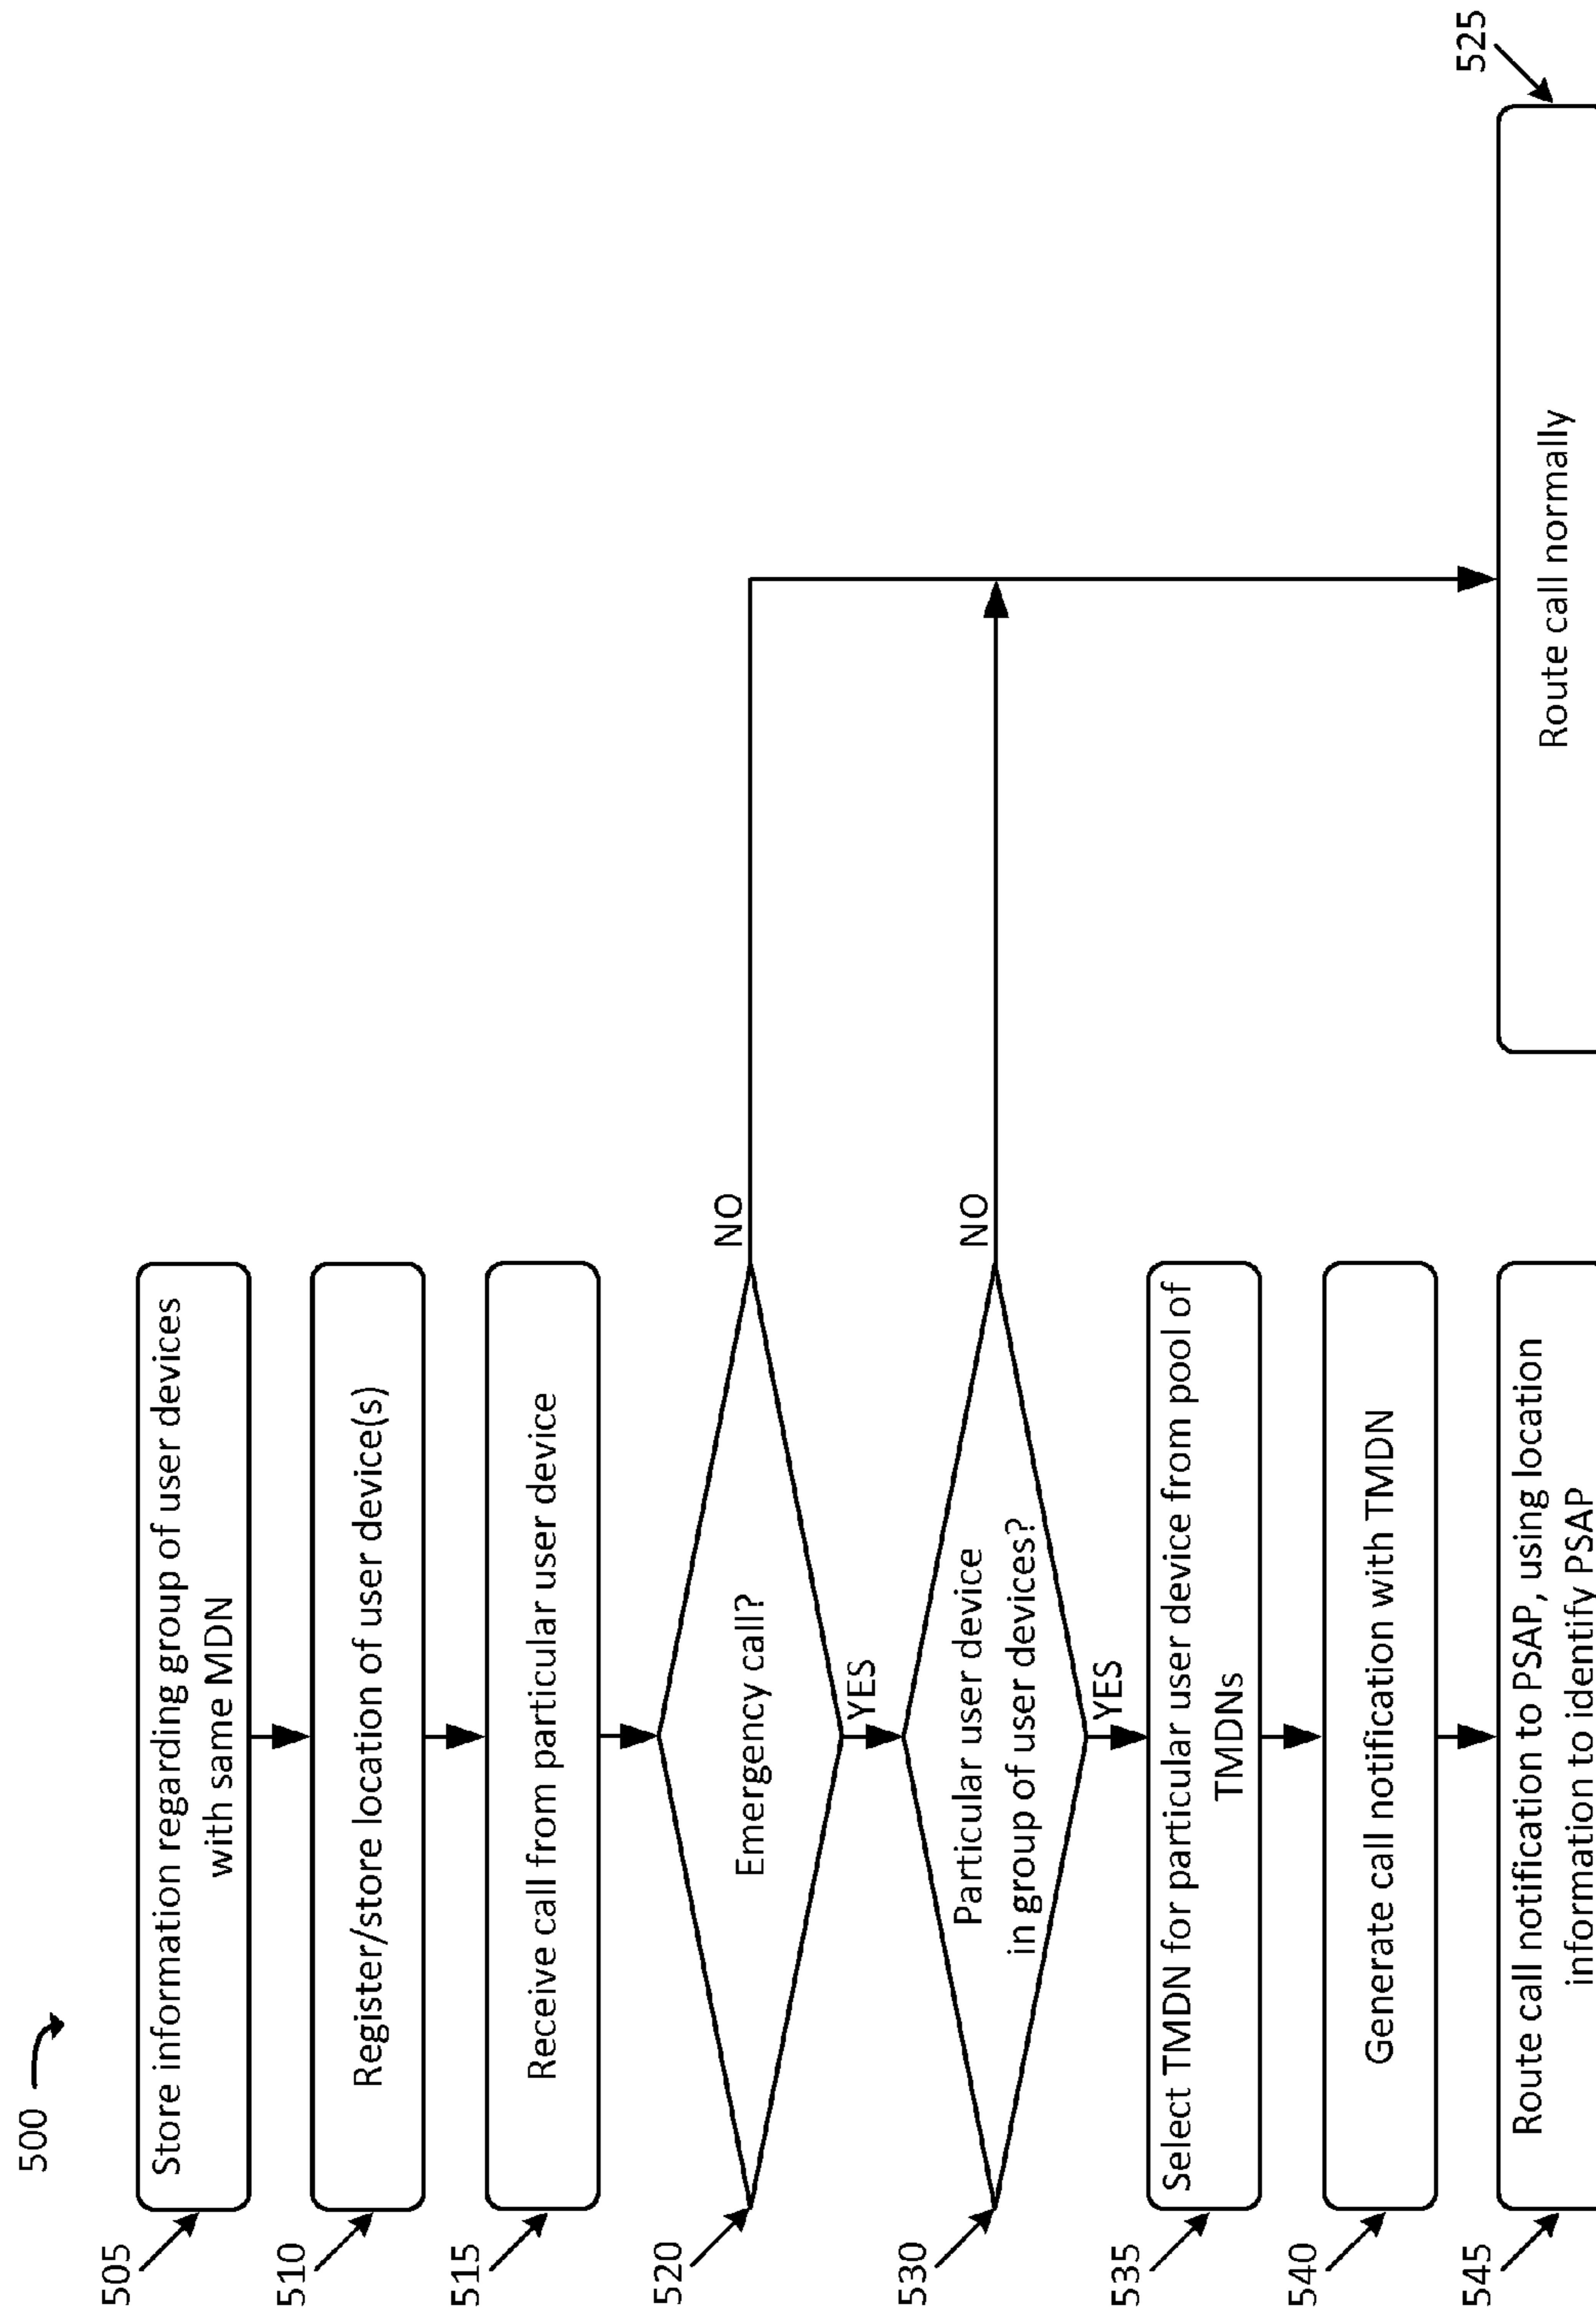 500
505
Store information regarding group of user devices
with same MDN
510
Register/store location of user device(s)
515
Receive call from particular user device
520
Emergency call?
NO
YES
530
Particular user device
in group of user devices?
NO
YES
535
Select TMDN for particular user device from pool of
TMDNs
540
Generate call notification with TMDN
545
Route call notification to PSAP, using location
information to identify PSAP
525
Route call normally